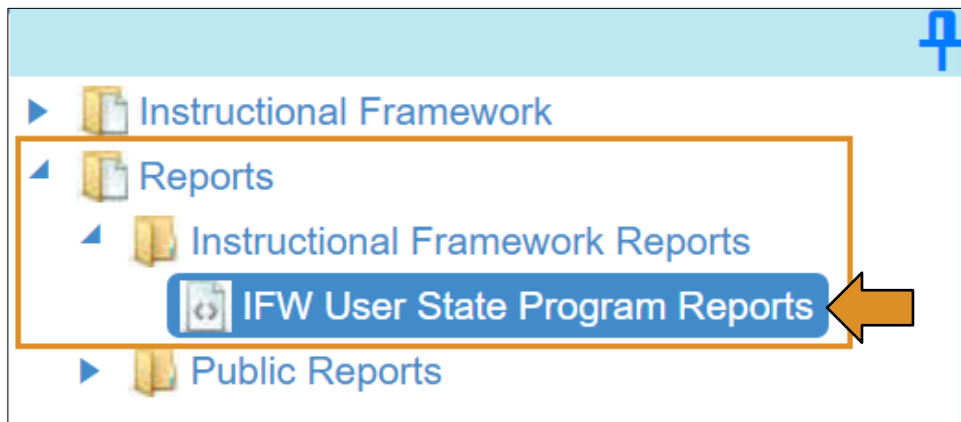 Instructional Framework
Reports
Instructional Framework Reports
IFW User State Program Reports
Public Reports